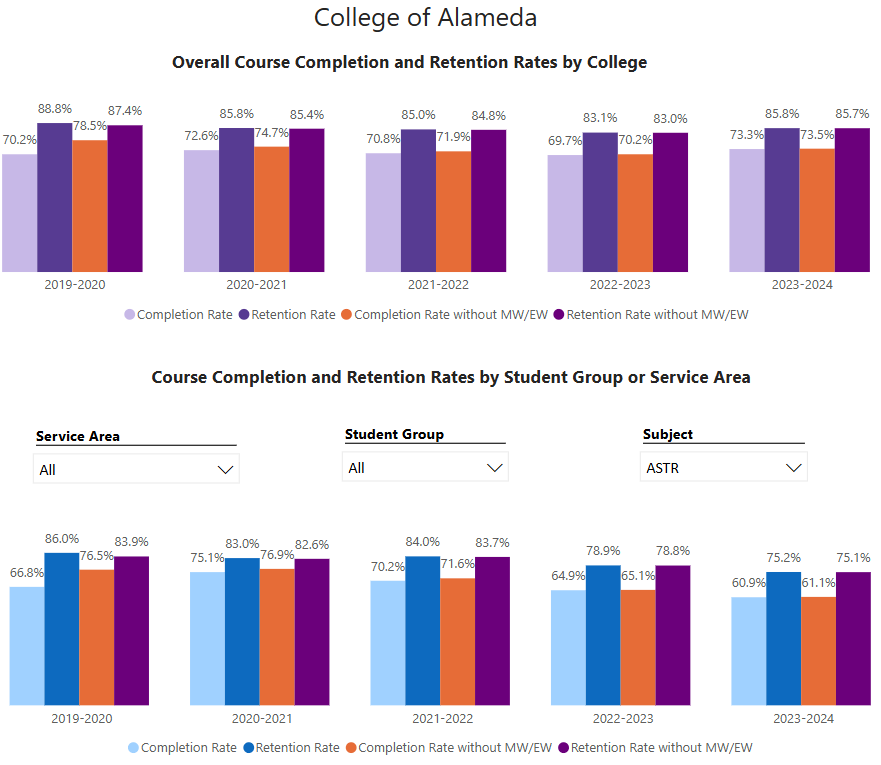 College of Alameda
Overall Course Completion and Retention Rates by College
70.2% 88.8% 78.5% 87.4% 72.6% 85.8% 74.7% 85.4% 70.8% 85.0% 71.9% 84.8% 69.7% 83.1% 70.2% 83.0% 73.3% 85.8% 73.5% 85.7%
2019-2020 2020-2021 2021-2022 2022-2023 2023-2024
Completion Rate Retention Rate Completion Rate without MW/EW Retention Rate without MW/EW
Course Completion and Retention Rates by Student Group or Service Area
Service Area Student Group Subject
All All ASTR
66.8% 86.0% 76.5% 83.9% 75.1% 83.0% 76.9% 82.6% 70.2% 84.0% 71.6% 83.7% 64.9% 78.9% 65.1% 78.8% 60.9% 75.2% 61.1% 75.1%
2019-2020 2020-2021 2021-2022 2022-2023 2023-2024
Completion Rate Retention Rate Completion Rate without MW/EW Retention Rate without MW/EW